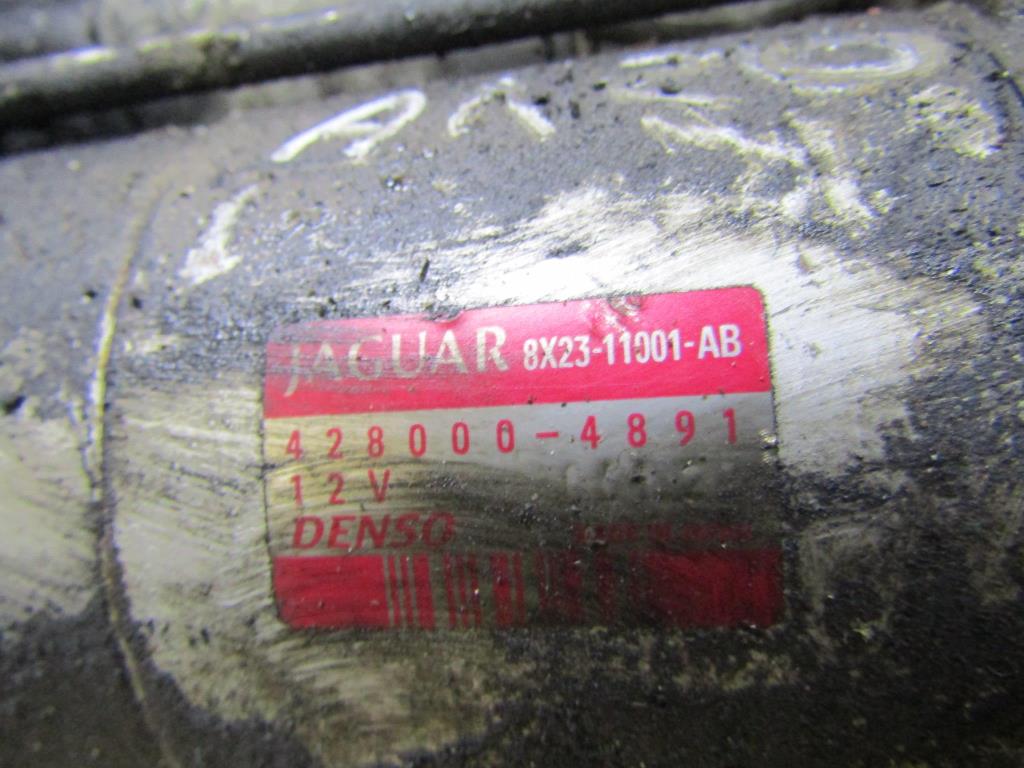 JAGUAR 8X23-11001-AB
428000-4891
12V
DENSO